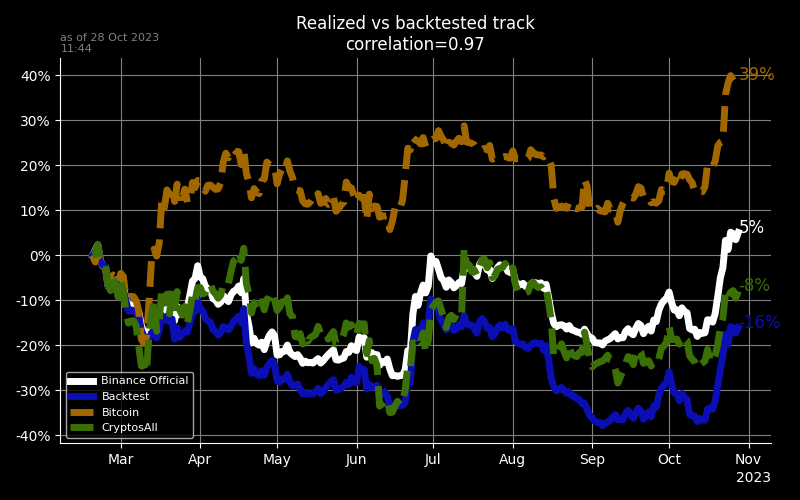 Realized vs backtested track
correlation=0.97
as of 28 Oct 2023
11:44
40%
30%
20%
10%
0%
-10%
-20%
-30%
-40%
39%
5%
-8%
-16%
Binance Official
Backtest
Bitcoin
CryptosAll
Mar Apr May Jun Jul Aug Sep Oct Nov
2023